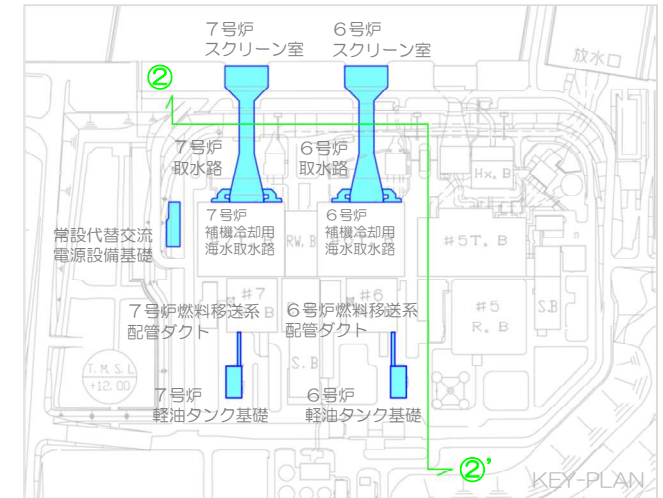 7号炉
スクリーン室
6号炉
スクリーン室
放水口
②
7号炉
取水路
6号炉
取水路
Hx. B
常設代替交流
電源設備基礎
7号炉
補機冷却用
海水取水路
RW. B
6号炉
補機冷却用
海水取水路
#5T. B
7号炉燃料移送系
配管ダクト
#7
B
6号炉燃料移送系
配管ダクト
#6
#5
R. B
S.B
S. B
T. M. S. L.
+12. 00
7号炉
軽油タンク基礎
6号炉
軽油タンク基礎
②'
KEY-PLAN